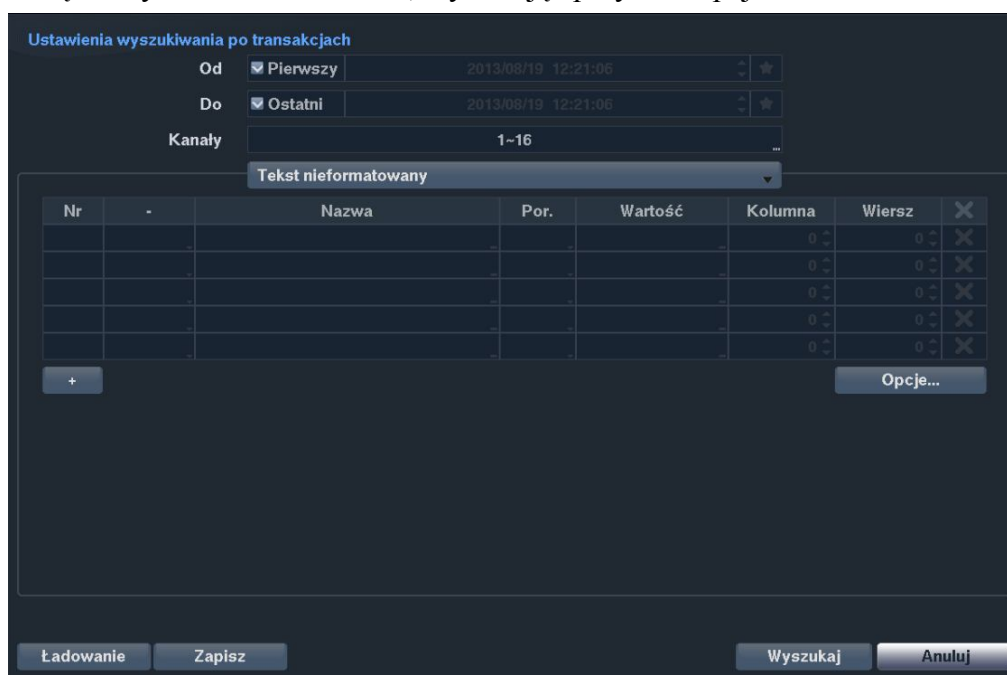 Ustawienia wyszukiwania po transakcjach
Od Pierwszy 2013/08/19 12:21:06
Do Ostatni 2013/08/19 12:21:06
Kanały 1~16 ...
Tekst nieformatowany
Nr - Nazwa Por. Wartość Kolumna Wiersz
0 0
0 0
0 0
0 0
0 0
+ Opcje...
Ładowanie Zapisz Wyszukaj Anuluj